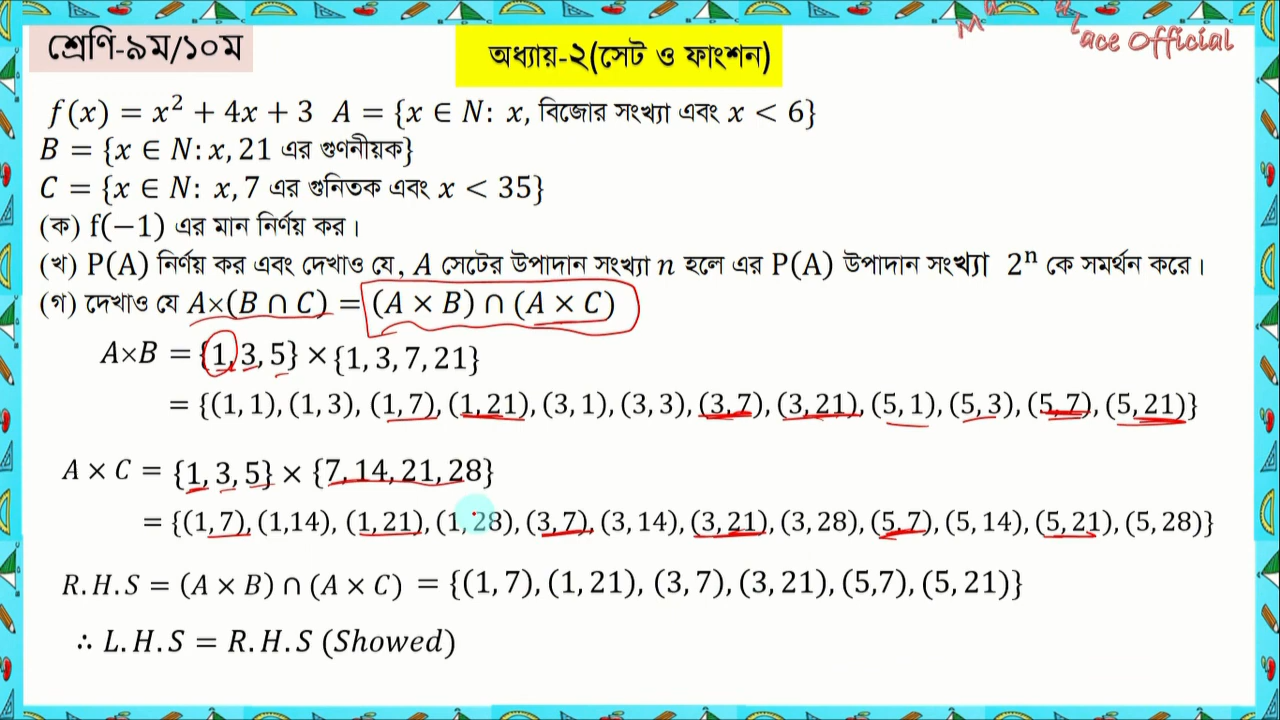 শ্রেণি-৯ম/১০ম
অধ্যায়-২(সেট ও ফাংশন)
lace Official
f(x) = x² + 4x + 3 A = {x ∈ N: x, বিজোর সংখ্যা এবং x < 6}
B = {x ∈ N: x, 21 এর গুণনীয়ক}
C = {x ∈ N: x, 7 এর গুনিতক এবং x < 35}
(ক) f(−1) এর মান নির্ণয় কর।
(খ) P(A) নির্ণয় কর এবং দেখাও যে, A সেটের উপাদান সংখ্যা n হলে এর P(A) উপাদান সংখ্যা 2ⁿ কে সমর্থন করে।
(গ) দেখাও যে A×(B ∩ C) = (A × B) ∩ (A × C)
A×B = {1, 3, 5} × {1, 3, 7, 21}
= {(1, 1), (1, 3), (1, 7), (1, 21), (3, 1), (3, 3), (3, 7), (3, 21), (5, 1), (5, 3), (5, 7), (5, 21)}
A × C = {1, 3, 5} × {7, 14, 21, 28}
= {(1, 7), (1,14), (1, 21), (1, 28), (3, 7), (3, 14), (3, 21), (3, 28), (5, 7), (5, 14), (5, 21), (5, 28)}
R.H.S = (A × B) ∩ (A × C) = {(1, 7), (1, 21), (3, 7), (3, 21), (5,7), (5, 21)}
∴ L.H.S = R.H.S (Showed)